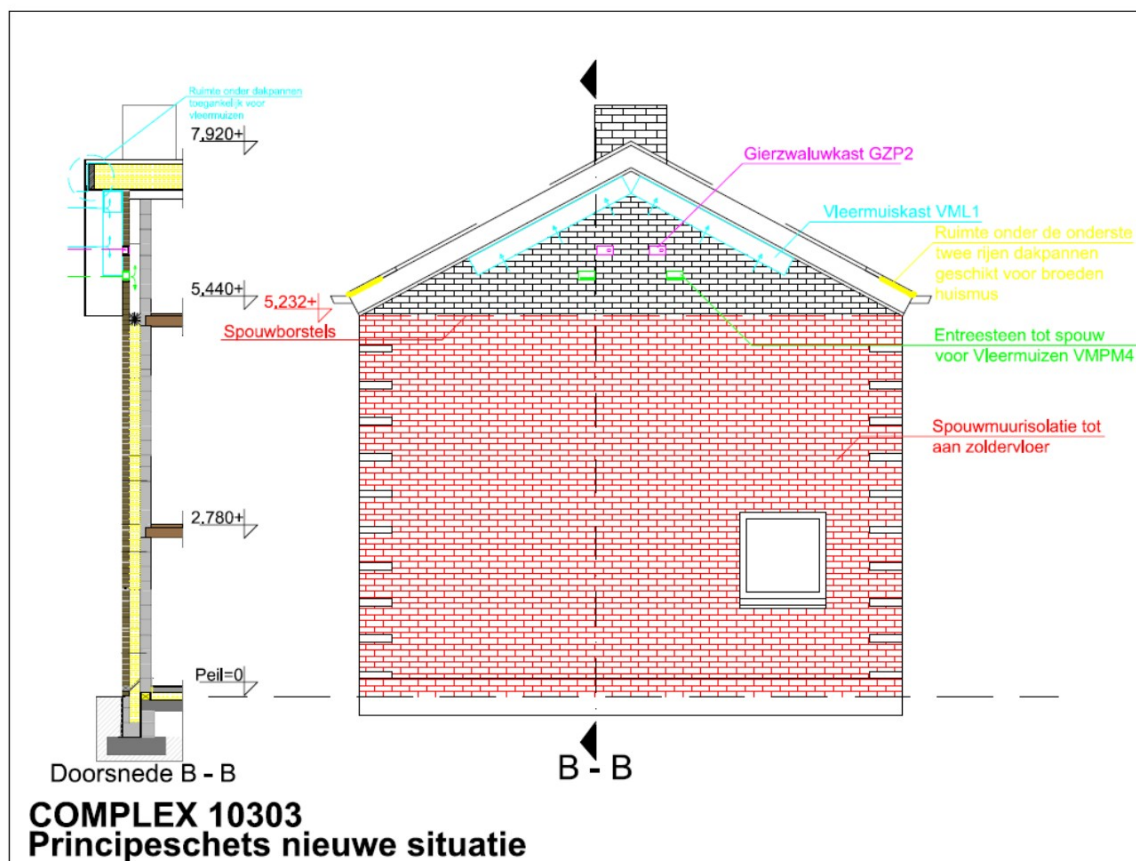 Ruimte onder dakpannen
toegankelijk voor
vleermuizen
7,920+
Gierzwaluwkast GZP2
Vleermuiskast VML1
Ruimte onder de onderste
twee rijen dakpannen
geschikt voor broeden
huismus
5,440+
5,232+
Spouwborstels
Entreesteen tot spouw
voor Vleermuizen VMPM4
Spouwmuurisolatie tot
aan zoldervloer
2,780+
Peil=0
Doorsnede B - B
B - B
COMPLEX 10303
Principeschets nieuwe situatie